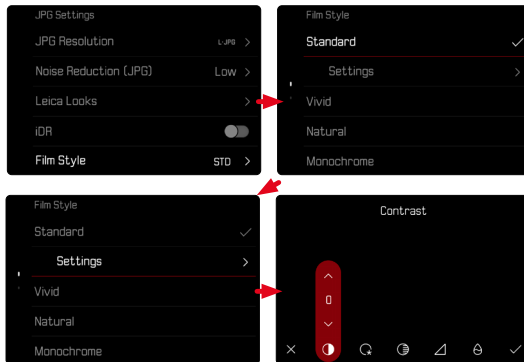 JPG Settings
JPG Resolution L-JPG
Noise Reduction (JPG) Low
Leica Looks
iDR
Film Style STD
Film Style
Standard
Settings
Vivid
Natural
Monochrome
Film Style
Standard
Settings
Vivid
Natural
Monochrome
Contrast
0